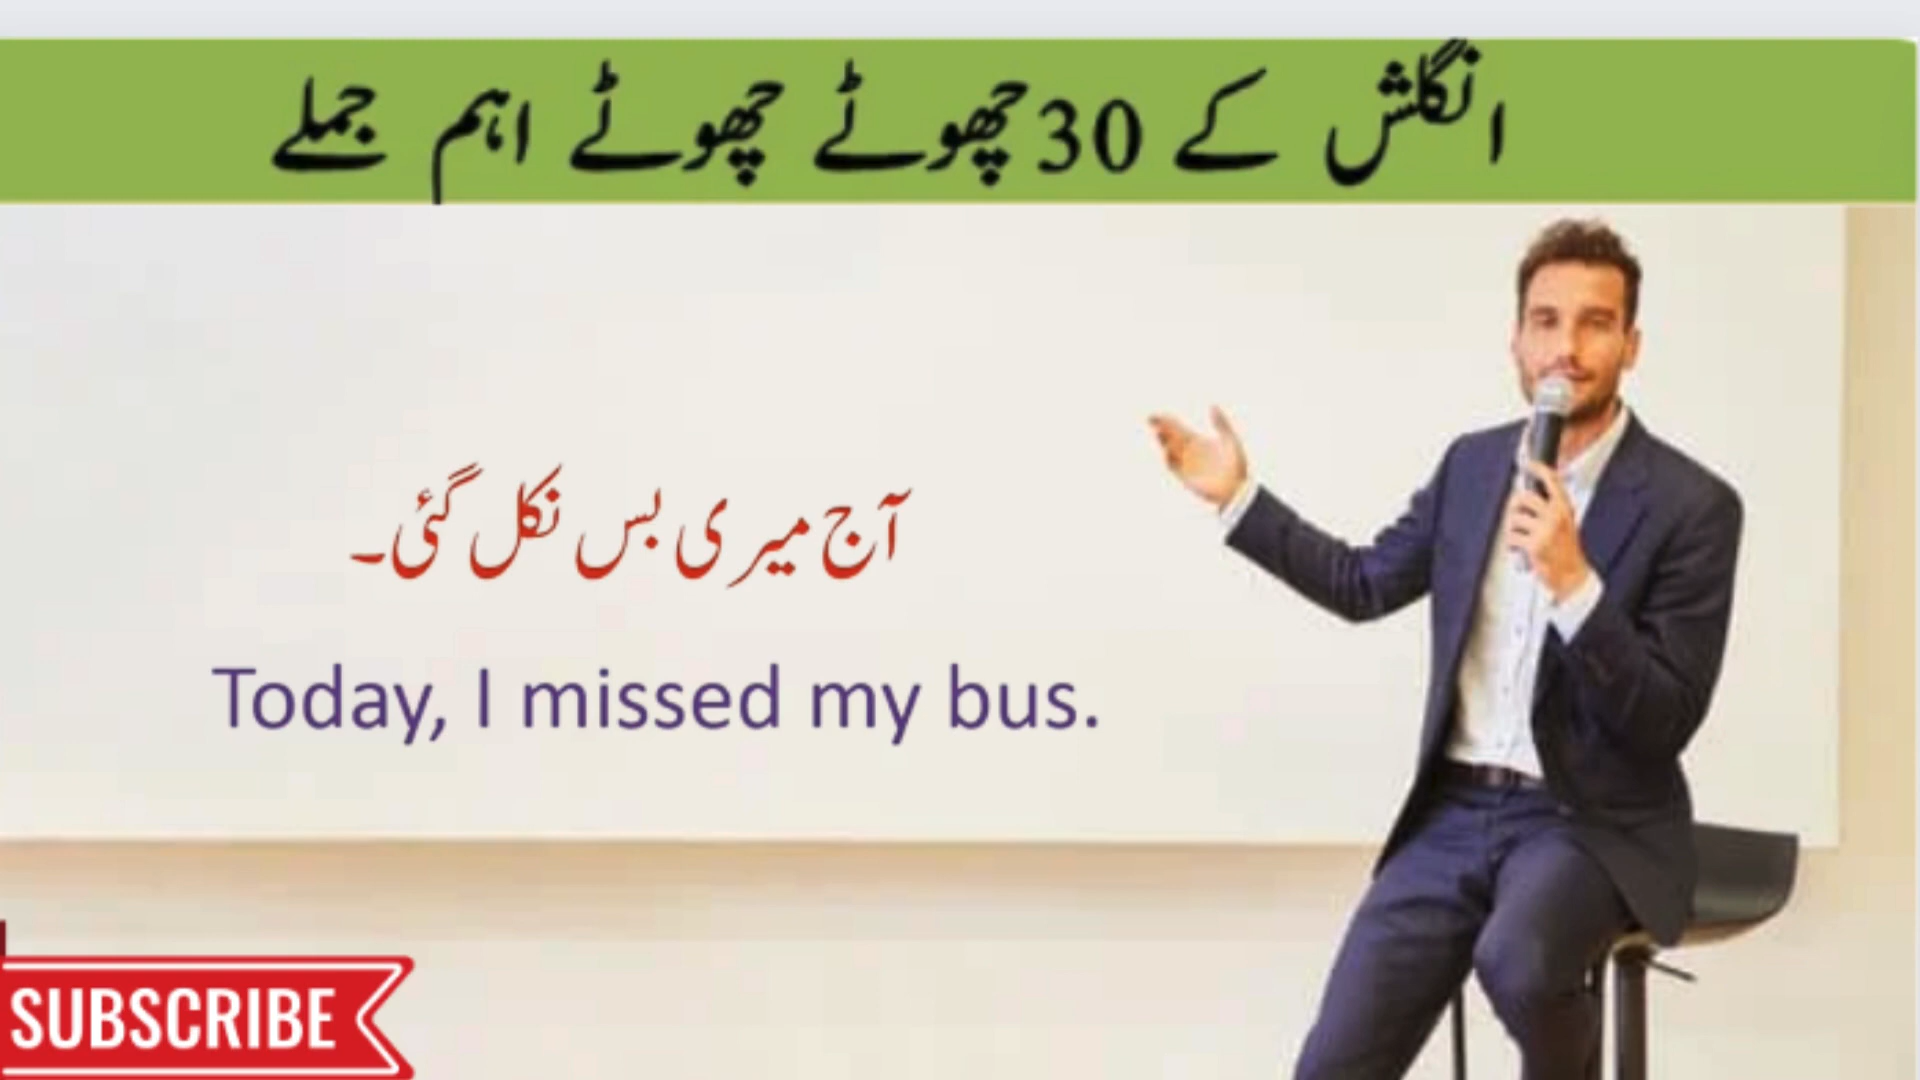 انگلش کے 30 چھوٹے چھوٹے اہم جملے
آج میری بس نکل گئی۔
Today, I missed my bus.
SUBSCRIBE